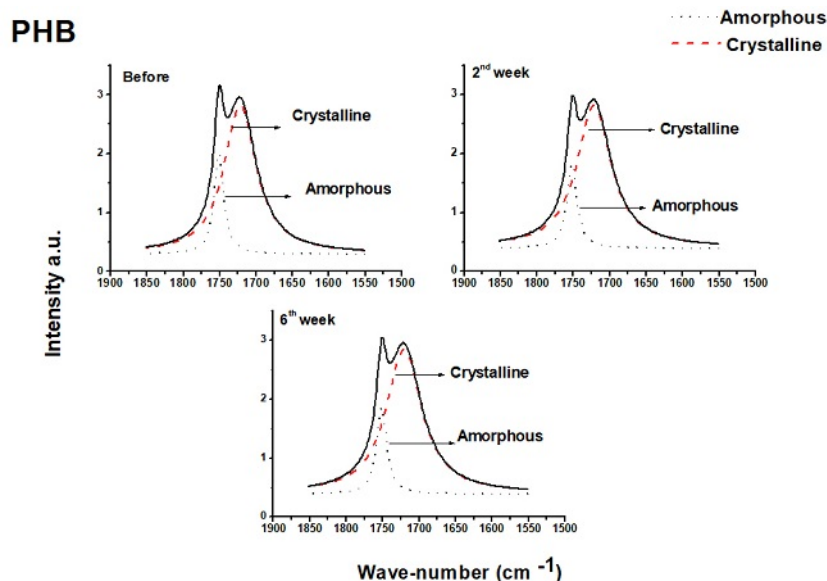 PHB
Amorphous
Crystalline
Before
Crystalline
Amorphous
3
2
1
0
1900 1850 1800 1750 1700 1650 1600 1550 1500
2nd week
Crystalline
Amorphous
3
2
1
0
1900 1850 1800 1750 1700 1650 1600 1550 1500
Intensity a.u.
6th week
Crystalline
Amorphous
3
2
1
0
1900 1850 1800 1750 1700 1650 1600 1550 1500
Wave-number (cm -1)